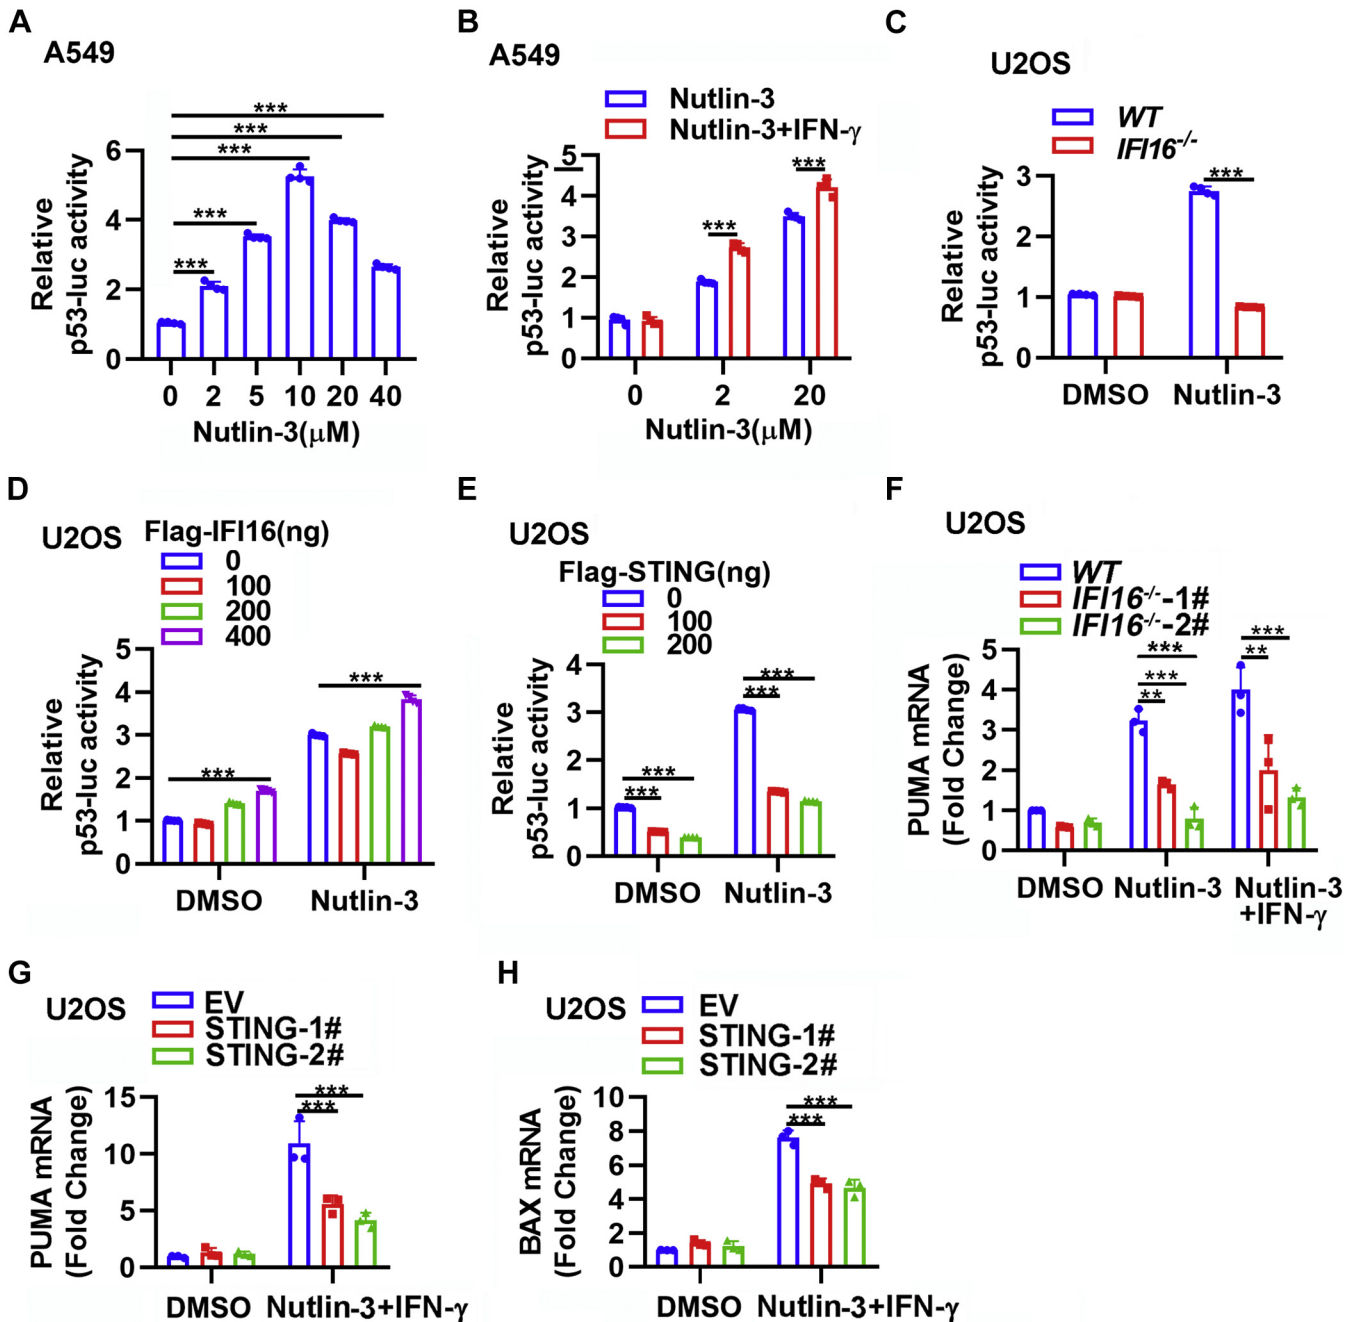 A
A549
***
***
***
***
***
6
4
2
0
Relative
p53-luc activity
0 2 5 10 20 40
Nutlin-3(μM)
B
A549
Nutlin-3
Nutlin-3+IFN-γ
***
***
5
4
3
2
1
0
Relative
p53-luc activity
0 2 20
Nutlin-3(μM)
C
U2OS
WT
IFI16-/-
***
3
2
1
0
Relative
p53-luc activity
DMSO Nutlin-3
D
U2OS
Flag-IFI16(ng)
0
100
200
400
***
***
5
4
3
2
1
0
Relative
p53-luc activity
DMSO Nutlin-3
E
U2OS
Flag-STING(ng)
0
100
200
***
***
***
***
4
3
2
1
0
Relative
p53-luc activity
DMSO Nutlin-3
F
U2OS
WT
IFI16-/--1#
IFI16-/--2#
***
***
**
***
**
5
4
3
2
1
0
PUMA mRNA
(Fold Change)
DMSO Nutlin-3 Nutlin-3
+IFN-γ
G
U2OS
EV
STING-1#
STING-2#
***
***
15
10
5
0
PUMA mRNA
(Fold Change)
DMSO Nutlin-3+IFN-γ
H
U2OS
EV
STING-1#
STING-2#
***
***
10
8
6
4
2
0
BAX mRNA
(Fold Change)
DMSO Nutlin-3+IFN-γ